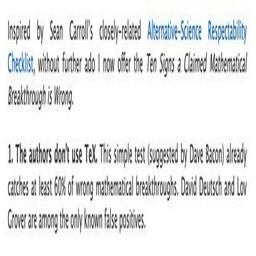 Inspired by Sean Carroll's closely-related Alternative-Science Respectability
Checklist, without further ado I now offer the Ten Signs a Claimed Mathematical
Breakthrough is Wrong.
1. The authors don't use TeX. This simple test (suggested by Dave Bacon) already
catches at least 60% of wrong mathematical breakthroughs. David Deutsch and Lov
Grover are among the only known false positives.